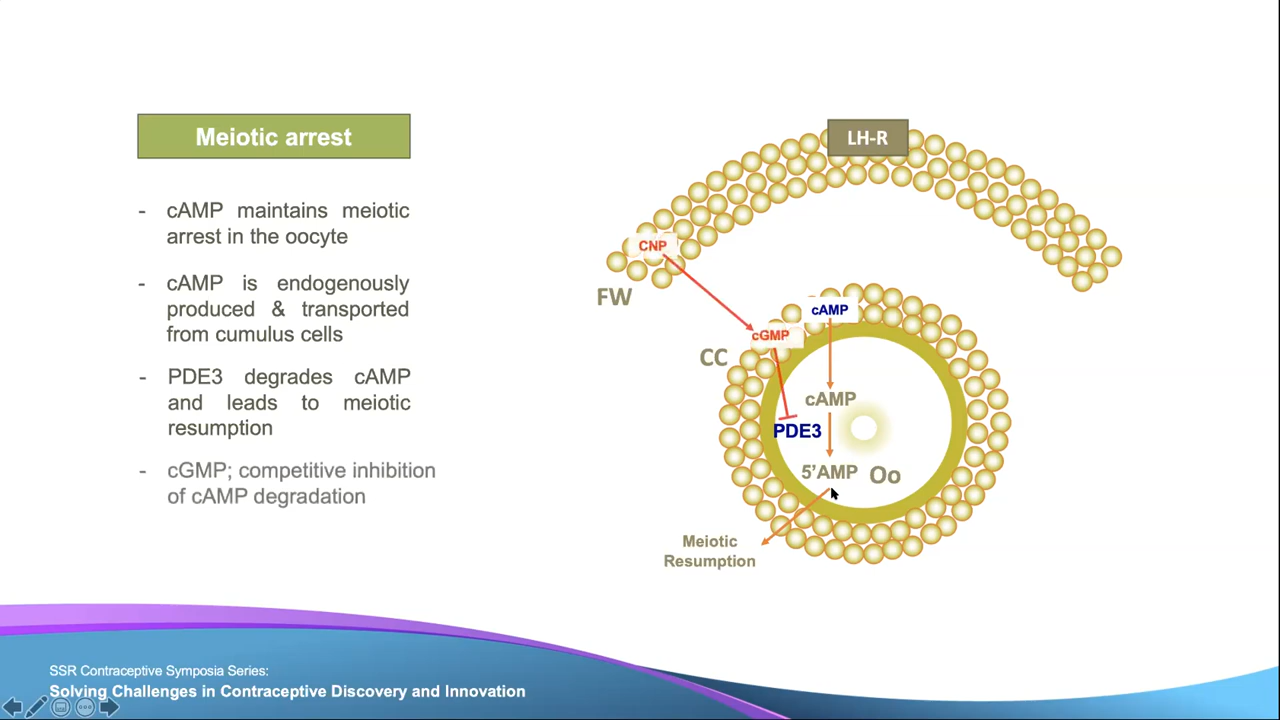 Meiotic arrest
- cAMP maintains meiotic
arrest in the oocyte
- cAMP is endogenously
produced & transported
from cumulus cells
- PDE3 degrades cAMP
and leads to meiotic
resumption
- cGMP; competitive inhibition
of cAMP degradation
LH-R
CNP
FW
cAMP
cGMP
CC
cAMP
PDE3
5’AMP
Oo
Meiotic
Resumption
SSR Contraceptive Symposia Series:
Solving Challenges in Contraceptive Discovery and Innovation